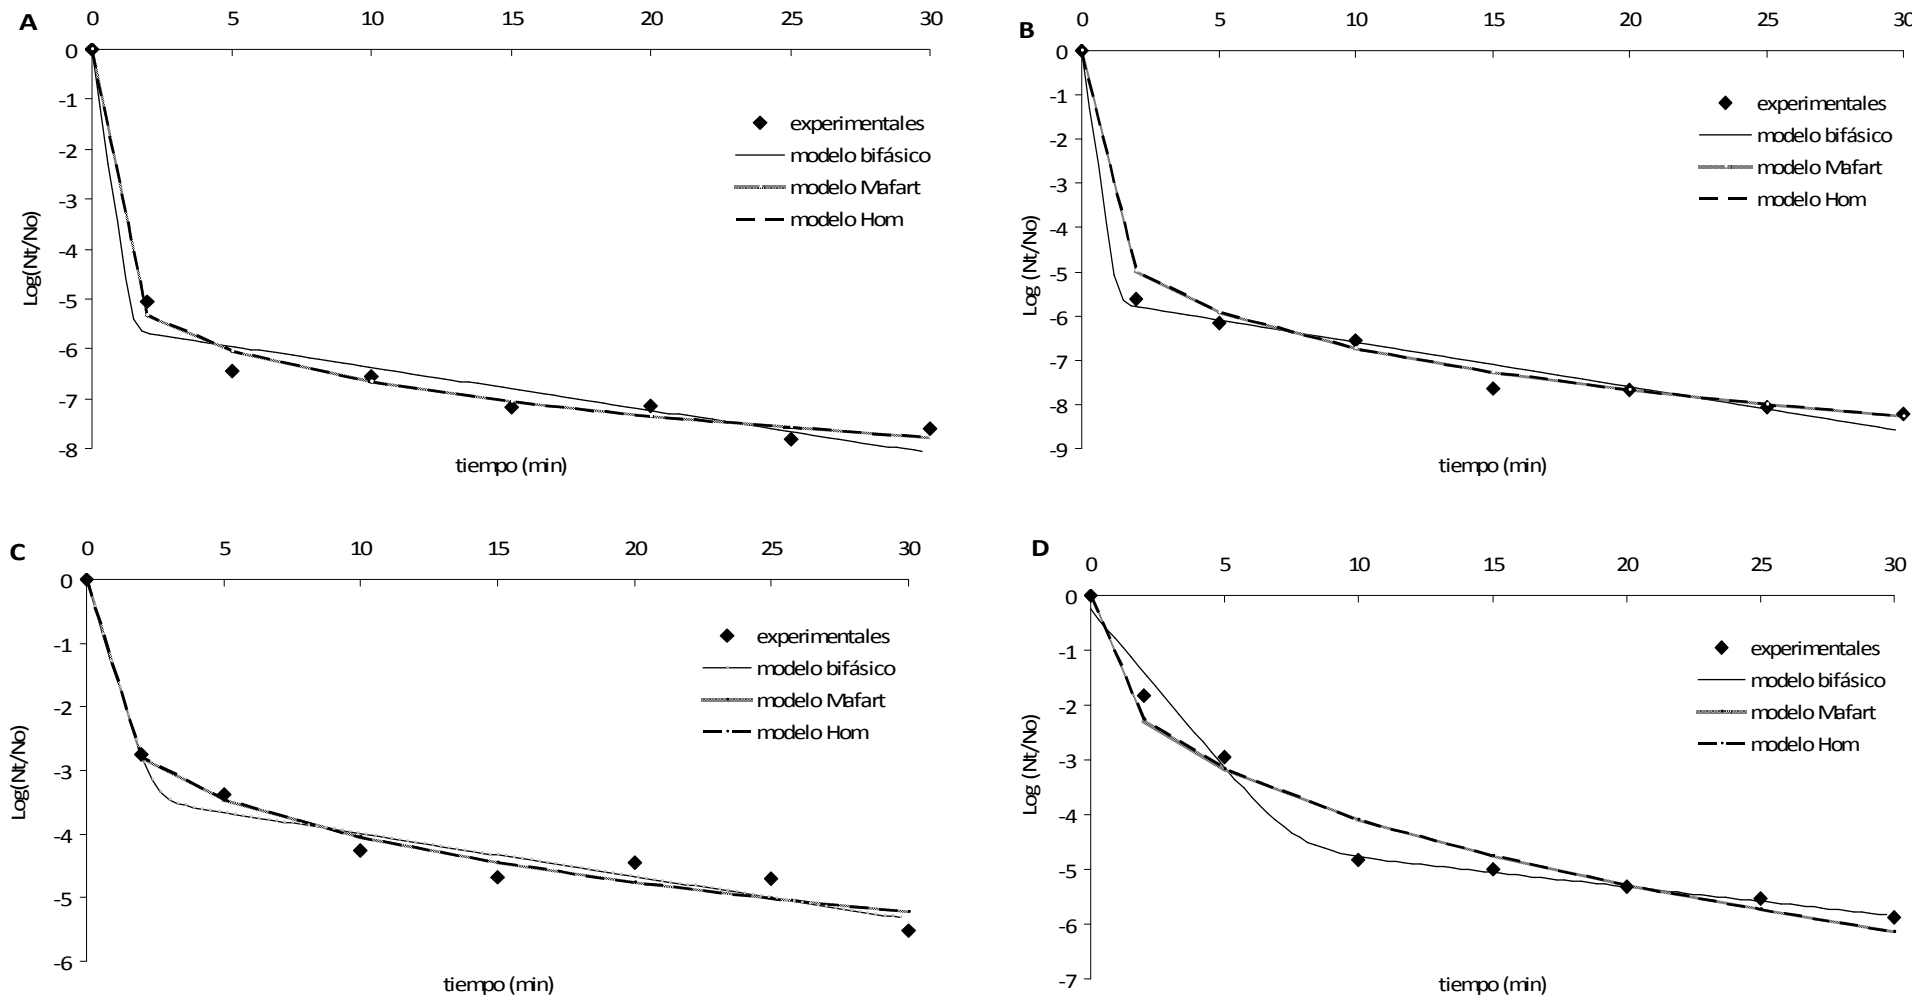 A
0 5 10 15 20 25 30
0
-1
-2
-3
-4
-5
-6
-7
-8
Log(Nt/No)
experimentales
modelo bifásico
modelo Mafart
modelo Hom
tiempo (min)
B
0 5 10 15 20 25 30
0
-1
-2
-3
-4
-5
-6
-7
-8
-9
Log (Nt/No)
experimentales
modelo bifásico
modelo Mafart
modelo Hom
tiempo (min)
C
0 5 10 15 20 25 30
0
-1
-2
-3
-4
-5
-6
Log(Nt/No)
experimentales
modelo bifásico
modelo Mafart
modelo Hom
tiempo (min)
D
0 5 10 15 20 25 30
0
-1
-2
-3
-4
-5
-6
-7
Log (Nt/No)
experimentales
modelo bifásico
modelo Mafart
modelo Hom
tiempo (min)